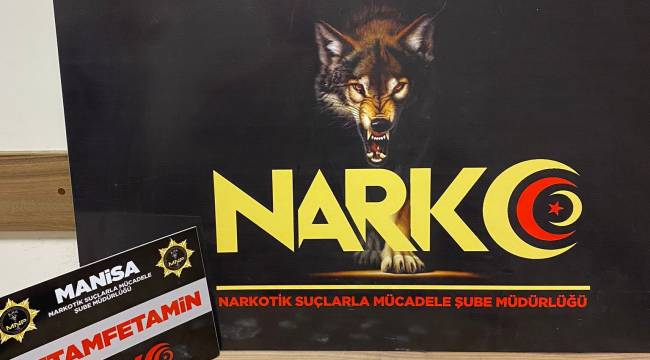 NARKO
NARKOTİK SUÇLARLA MÜCADELE ŞUBE MÜDÜRLÜĞÜ
MANİSA
NARKOTİK SUÇLARLA MÜCADELE
ŞUBE MÜDÜRLÜĞÜ
TAMFETAMİN